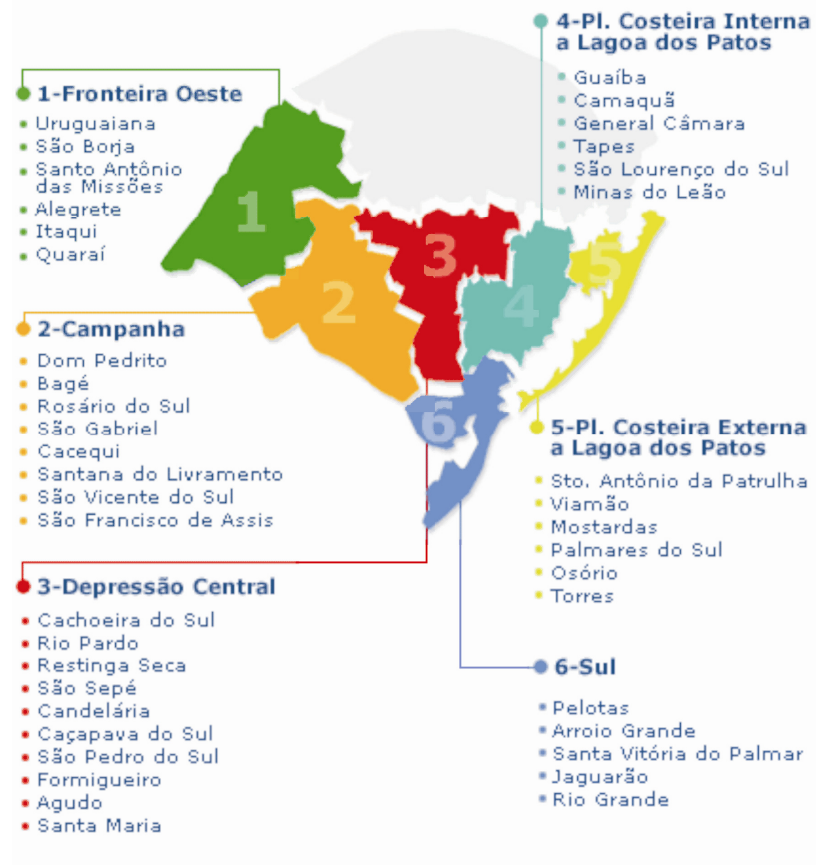 1-Fronteira Oeste
Uruguaiana
São Borja
Santo Antônio
das Missões
Alegrete
Itaqui
Quaraí
2-Campanha
Dom Pedrito
Bagé
Rosário do Sul
São Gabriel
Cacequi
Santana do Livramento
São Vicente do Sul
São Francisco de Assis
3-Depressão Central
Cachoeira do Sul
Rio Pardo
Restinga Seca
São Sepé
Candelária
Caçapava do Sul
São Pedro do Sul
Formigueiro
Agudo
Santa Maria
1
2
3
4
5
6
4-Pl. Costeira Interna
a Lagoa dos Patos
Guaíba
Camaquã
General Câmara
Tapes
São Lourenço do Sul
Minas do Leão
5-Pl. Costeira Externa
a Lagoa dos Patos
Sto. Antônio da Patrulha
Viamão
Mostardas
Palmares do Sul
Osório
Torres
6-Sul
Pelotas
Arroio Grande
Santa Vitória do Palmar
Jaguarão
Rio Grande